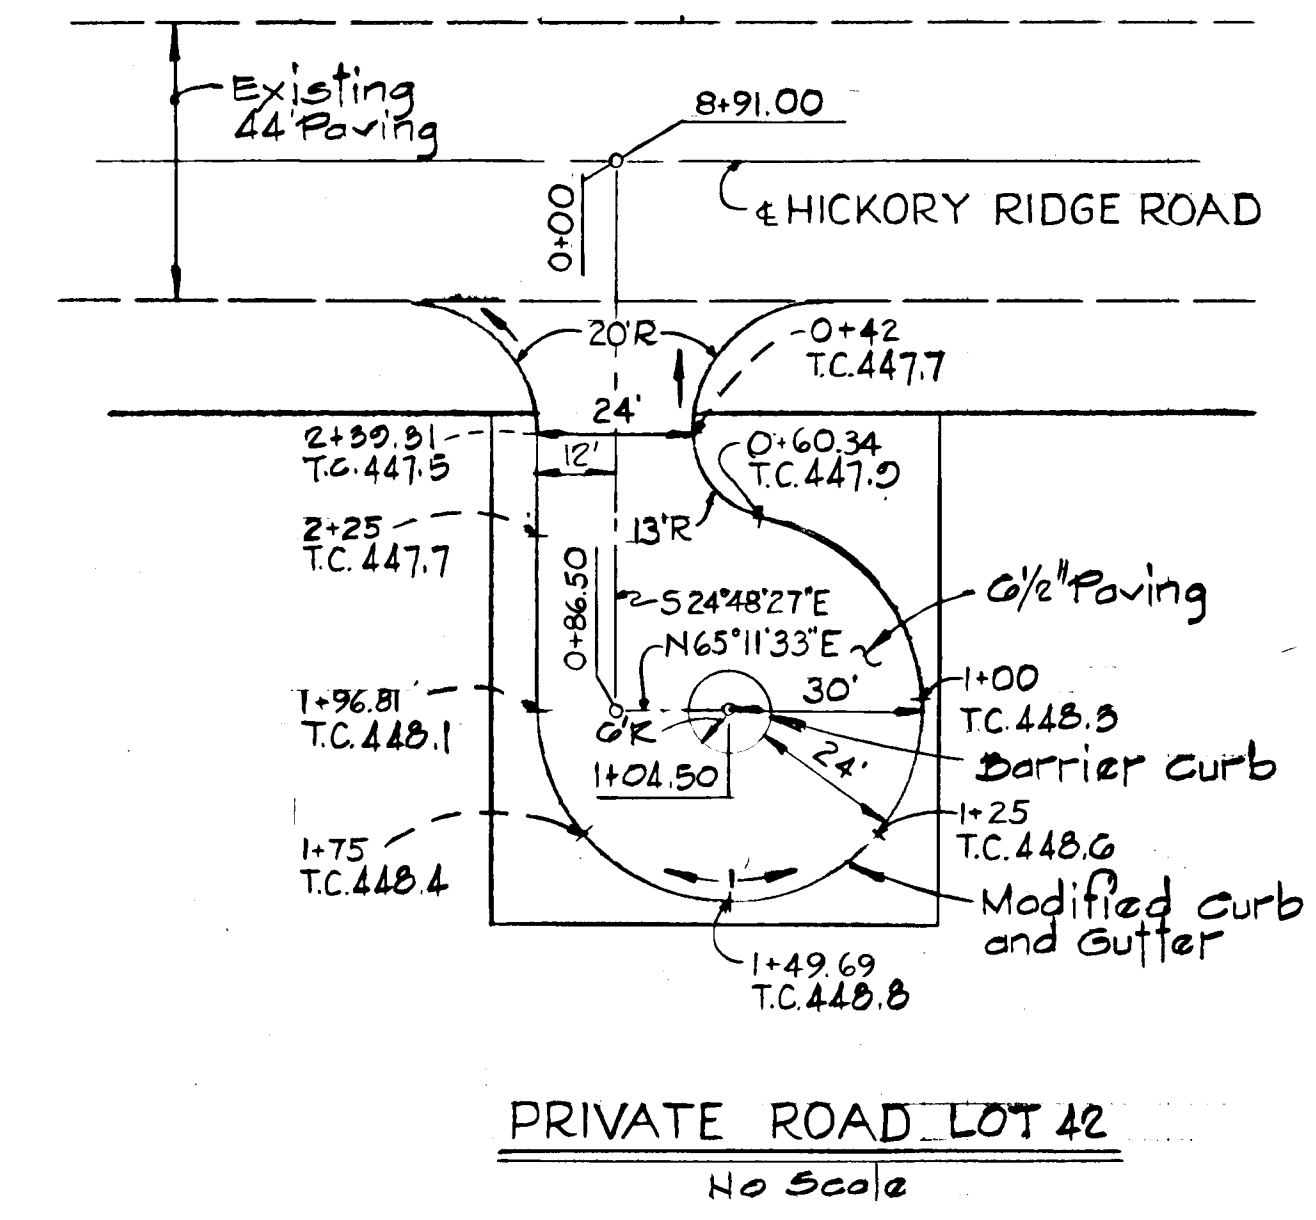 8+91.00
Existing
44' Paving
0+00
℄ HICKORY RIDGE ROAD
20'R
0+42
T.C. 447.7
24'
2+39.31
T.C. 447.5
12'
0+60.34
T.C. 447.9
2+25
T.C. 447.7
13'R
0+86.50
S24°48'27"E
6½" Paving
N65°11'33"E
1+96.81
T.C. 448.1
30'
1+00
T.C. 448.3
6'R
Barrier Curb
24'
1+04.50
1+25
T.C. 448.6
1+75
T.C. 448.4
Modified Curb
and Gutter
1+49.69
T.C. 448.8
PRIVATE ROAD LOT 42
No Scale